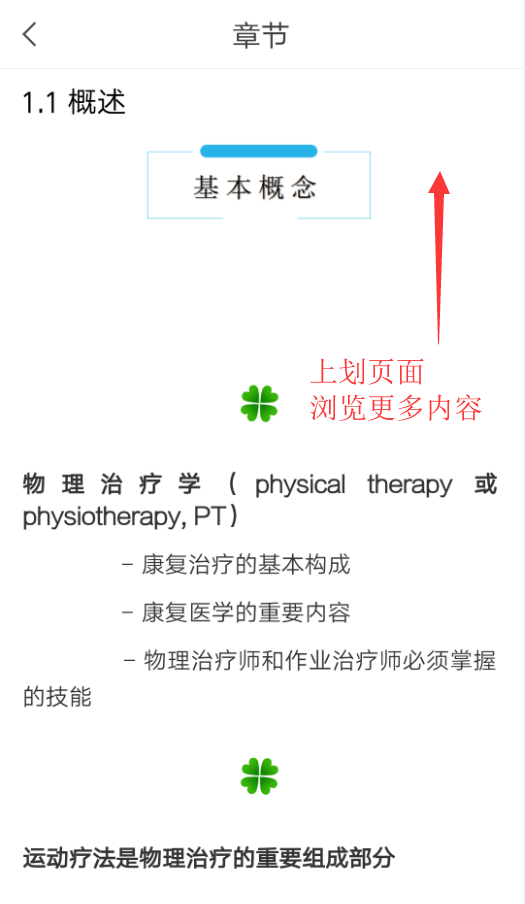 章节
1.1 概述
基本概念
上划页面
浏览更多内容
物理治疗学（physical therapy 或
physiotherapy, PT）
– 康复治疗的基本构成
– 康复医学的重要内容
– 物理治疗师和作业治疗师必须掌握
的技能
运动疗法是物理治疗的重要组成部分